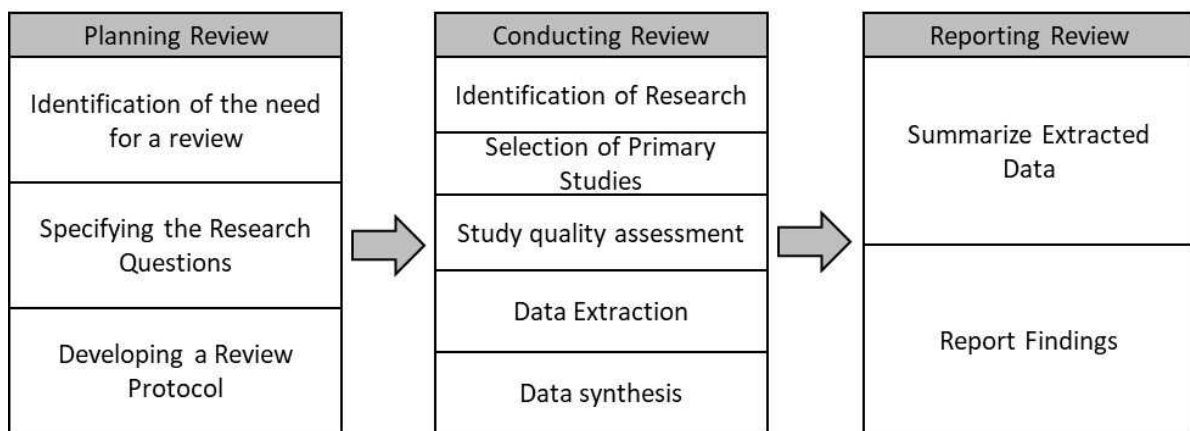 Planning Review
Identification of the need
for a review
Specifying the Research
Questions
Developing a Review
Protocol
Conducting Review
Identification of Research
Selection of Primary
Studies
Study quality assessment
Data Extraction
Data synthesis
Reporting Review
Summarize Extracted
Data
Report Findings